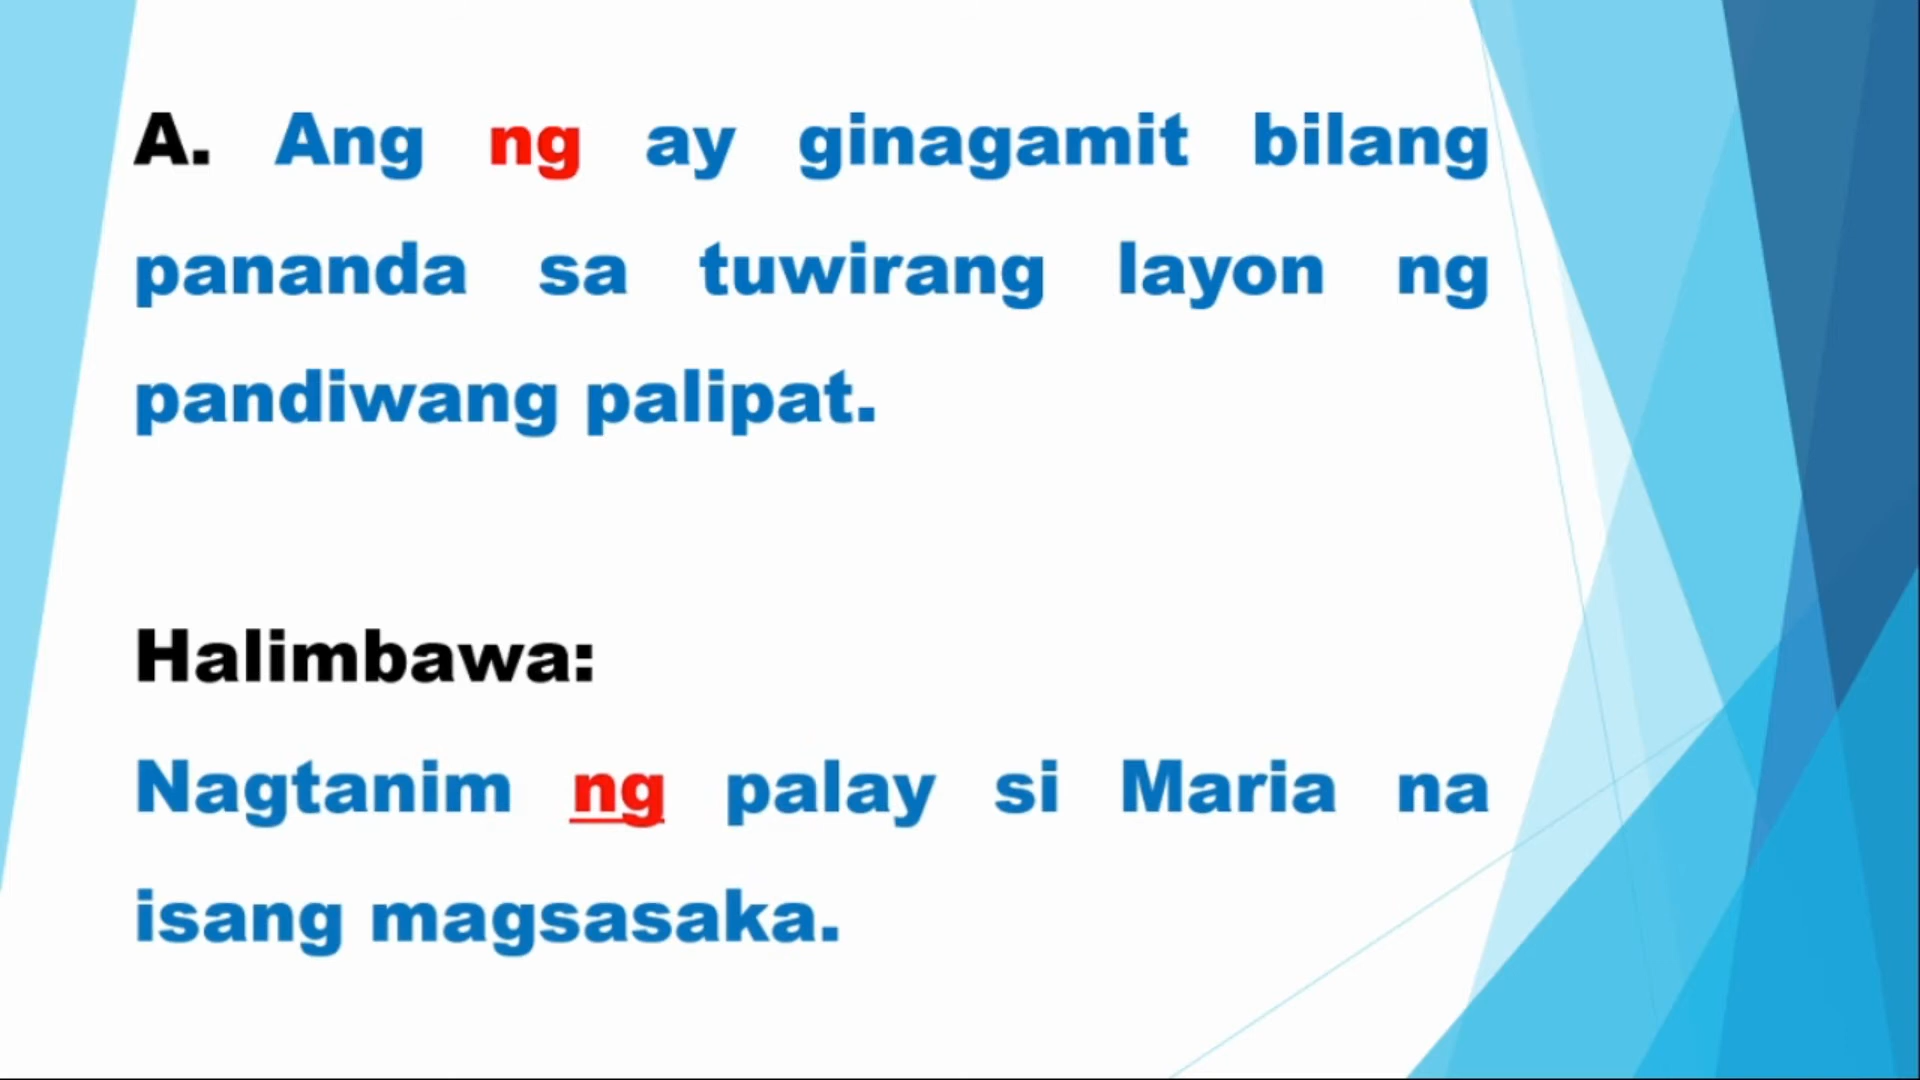 A. Ang ng ay ginagamit bilang
pananda sa tuwirang layon ng
pandiwang palipat.
Halimbawa:
Nagtanim ng palay si Maria na
isang magsasaka.